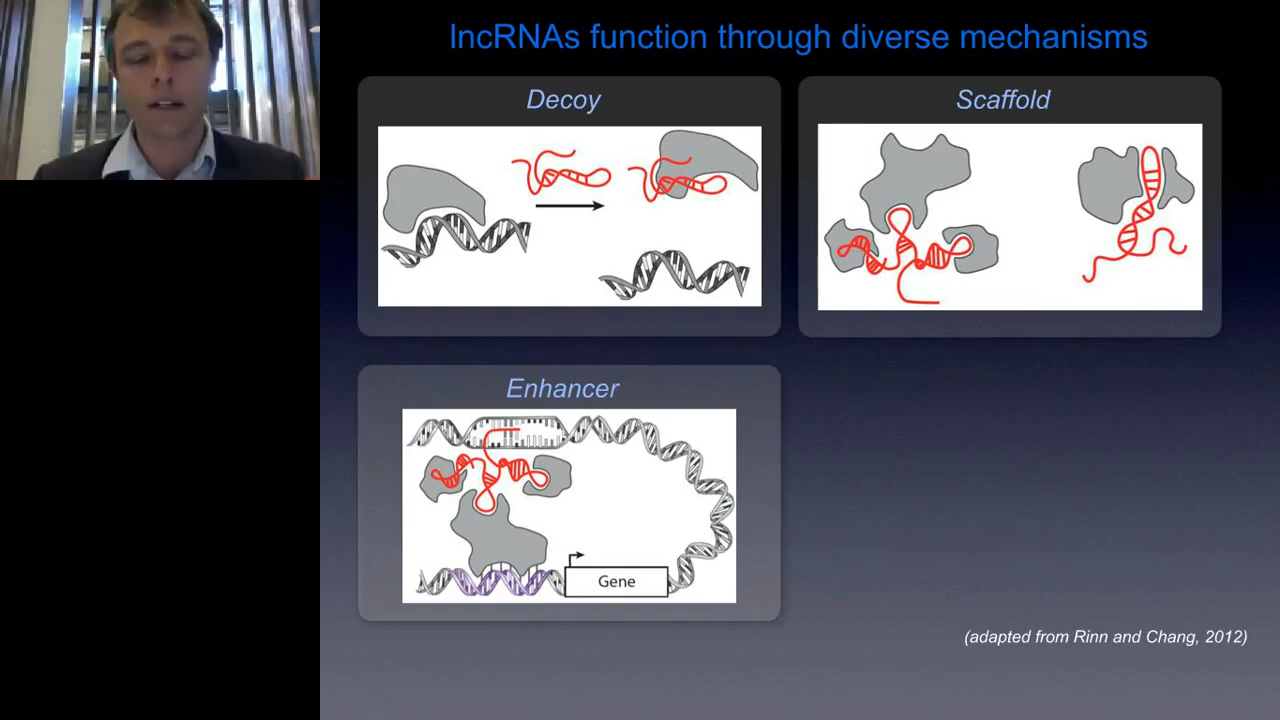 lncRNAs function through diverse mechanisms
Decoy
Scaffold
Enhancer
Gene
(adapted from Rinn and Chang, 2012)